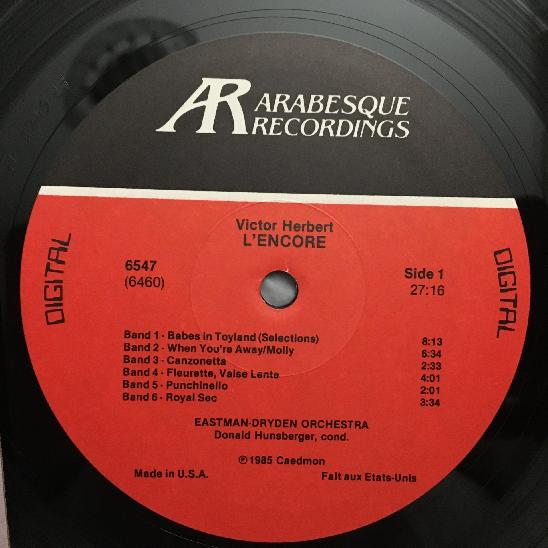 AR ARABESQUE
RECORDINGS
Victor Herbert
L'ENCORE
DIGITAL
6547
(6460)
Side 1
27:16
DIGITAL
Band 1 - Babes in Toyland (Selections) 8:13
Band 2 - When You're Away/Molly 6:34
Band 3 - Canzonetta 2:33
Band 4 - Fleurette, Valse Lente 4:01
Band 5 - Punchinello 2:01
Band 6 - Royal Sec 3:34
EASTMAN-DRYDEN ORCHESTRA
Donald Hunsberger, cond.
℗ 1985 Caedmon
Made in U.S.A. Fait aux Etats-Unis